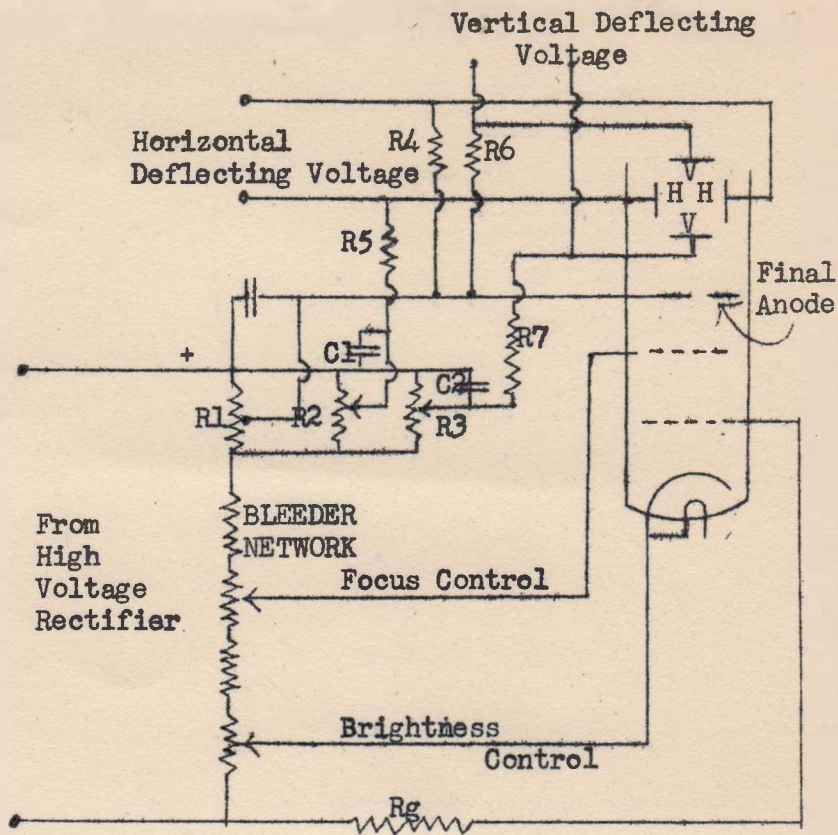 Vertical Deflecting
Voltage
Horizontal
Deflecting Voltage
R4
R6
V
H H
V
R5
Final
Anode
C1
R7
+
C2
R1
R2
R3
From
High
Voltage
Rectifier
BLEEDER
NETWORK
Focus Control
Brightness
Control
Rg